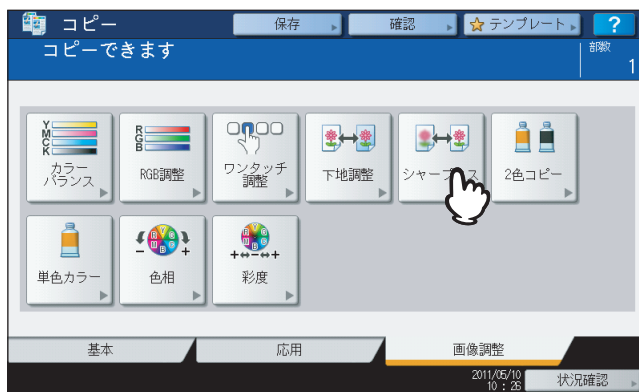 コピー
保存
確認
テンプレート
?
コピーできます
部数
1
Y
M
C
K
カラー
バランス
R
G
B
RGB調整
ワンタッチ
調整
下地調整
シャープ ス
2色コピー
単色カラー
色相
彩度
基本
応用
画像調整
2011/05/10
10 : 26
状況確認